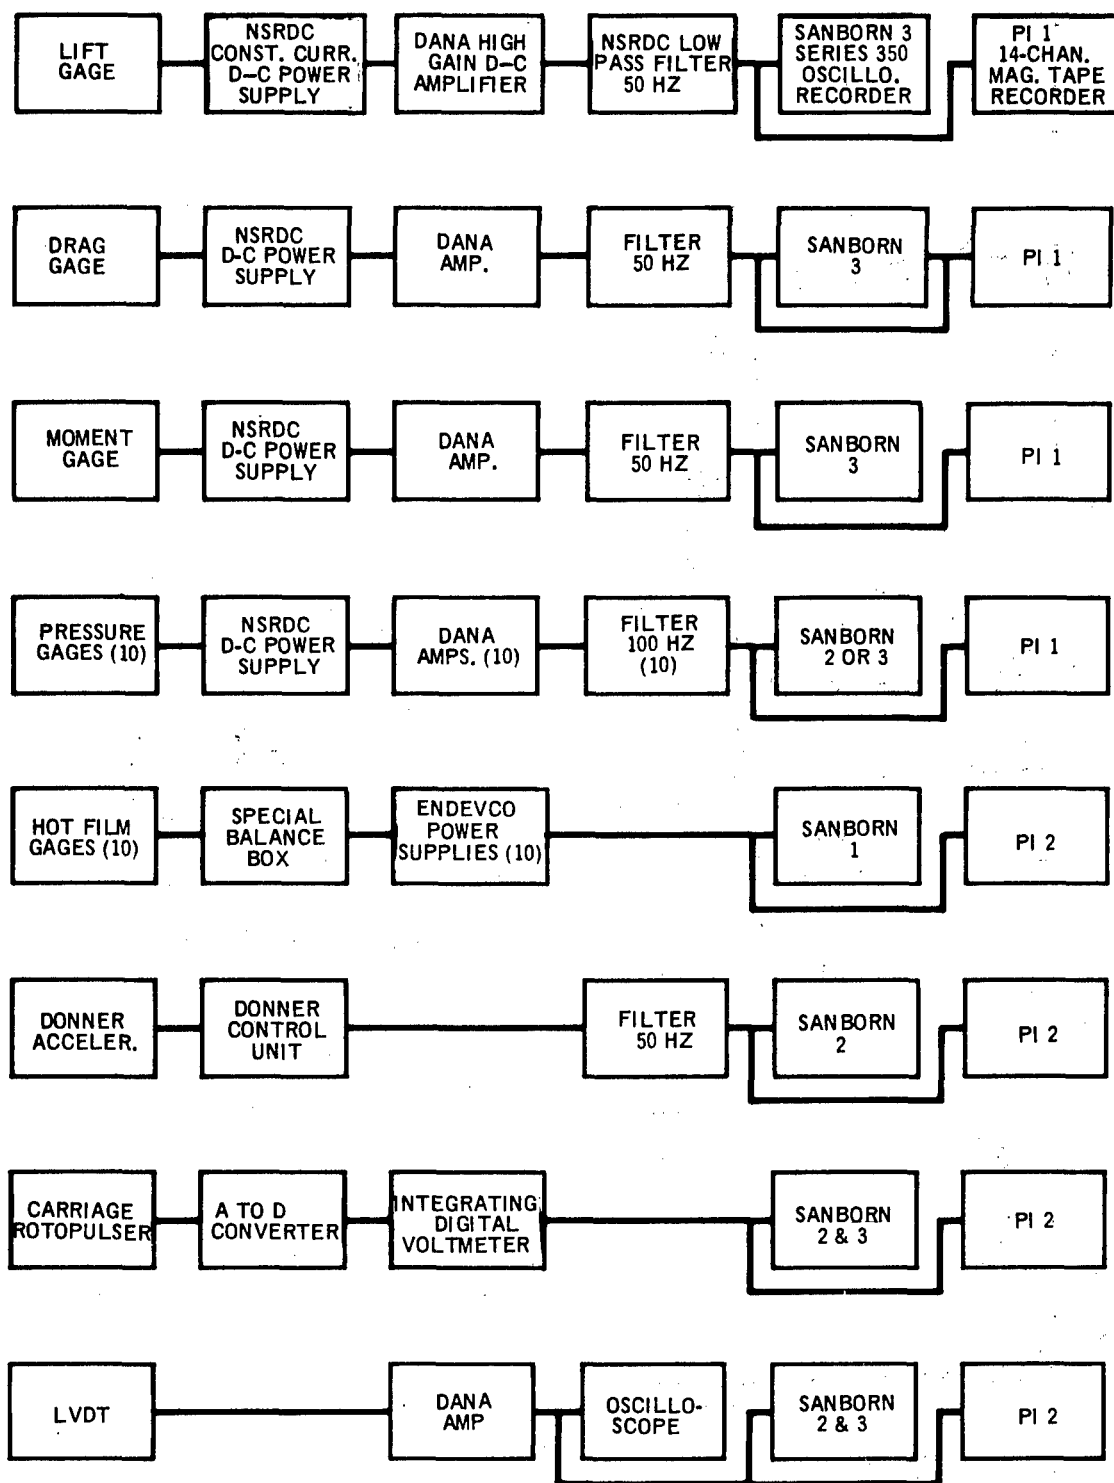 LIFT
GAGE
NSRDC
CONST. CURR.
D-C POWER
SUPPLY
DANA HIGH
GAIN D-C
AMPLIFIER
NSRDC LOW
PASS FILTER
50 HZ
SANBORN 3
SERIES 350
OSCILLO.
RECORDER
PI 1
14-CHAN.
MAG. TAPE
RECORDER
DRAG
GAGE
NSRDC
D-C POWER
SUPPLY
DANA
AMP.
FILTER
50 HZ
SANBORN
3
PI 1
MOMENT
GAGE
NSRDC
D-C POWER
SUPPLY
DANA
AMP.
FILTER
50 HZ
SANBORN
3
PI 1
PRESSURE
GAGES (10)
NSRDC
D-C POWER
SUPPLY
DANA
AMPS. (10)
FILTER
100 HZ
(10)
SANBORN
2 OR 3
PI 1
HOT FILM
GAGES (10)
SPECIAL
BALANCE
BOX
ENDEVCO
POWER
SUPPLIES (10)
SANBORN
1
PI 2
DONNER
ACCELER.
DONNER
CONTROL
UNIT
FILTER
50 HZ
SANBORN
2
PI 2
CARRIAGE
ROTOPULSER
A TO D
CONVERTER
INTEGRATING
DIGITAL
VOLTMETER
SANBORN
2 & 3
PI 2
LVDT
DANA
AMP
OSCILLO-
SCOPE
SANBORN
2 & 3
PI 2